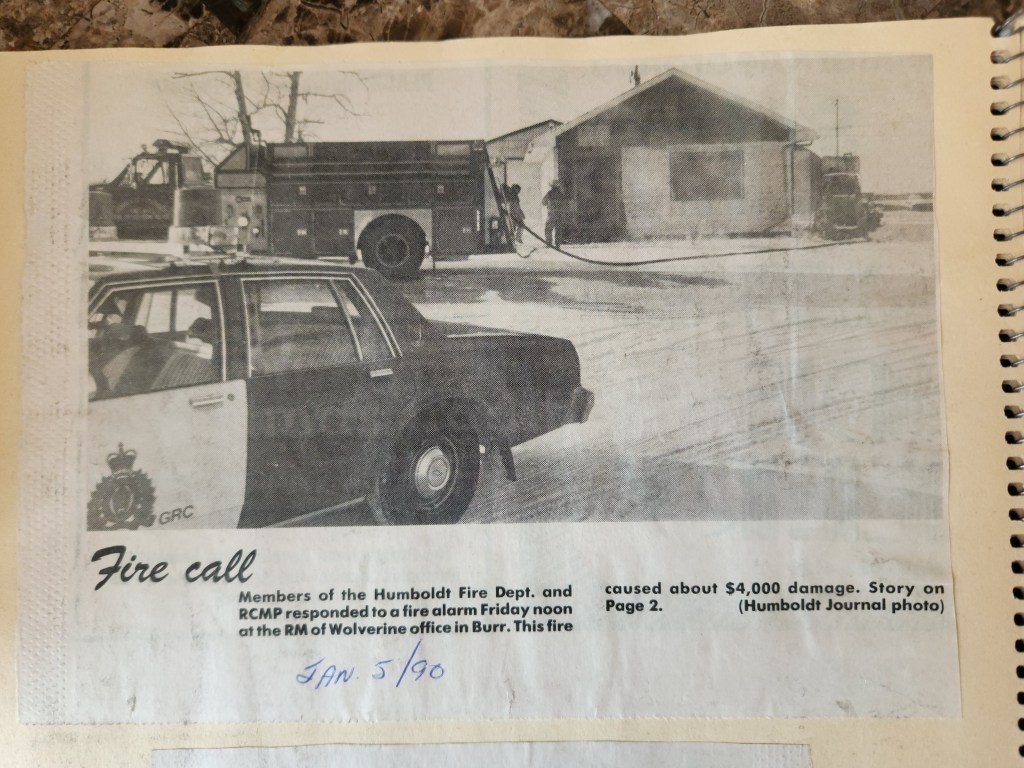 GRC
Fire call
Members of the Humboldt Fire Dept. and
RCMP responded to a fire alarm Friday noon
at the RM of Wolverine office in Burr. This fire
caused about $4,000 damage. Story on
Page 2. (Humboldt Journal photo)
JAN. 5/90